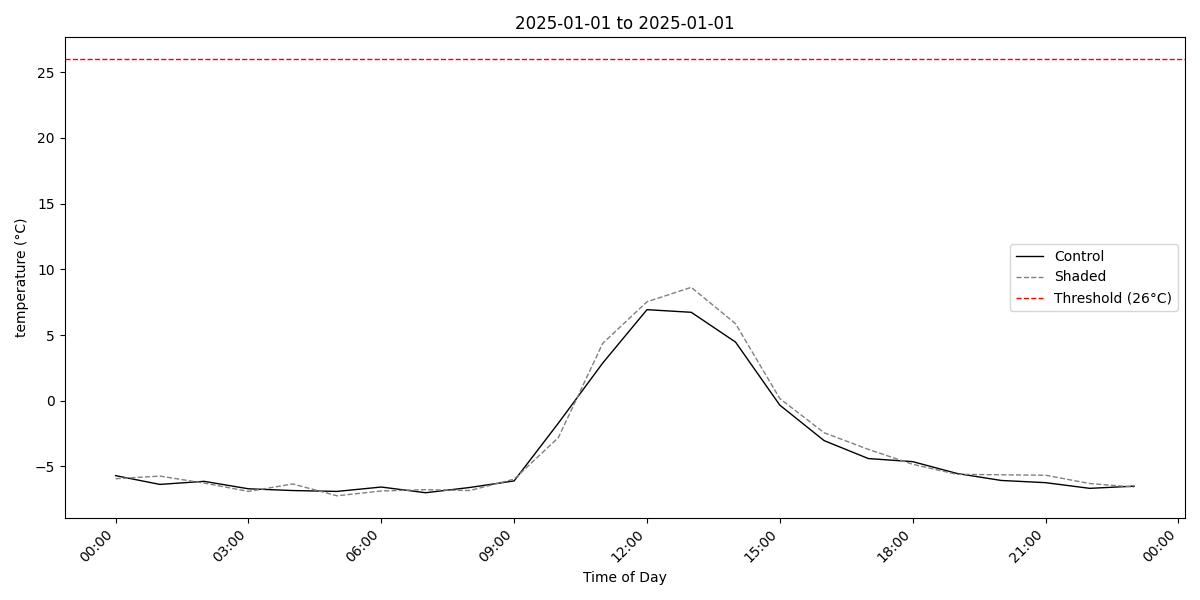 2025-01-01 to 2025-01-01
temperature (°C)
25
20
15
10
5
0
−5
Control
Shaded
Threshold (26°C)
00:00
03:00
06:00
09:00
12:00
15:00
18:00
21:00
00:00
Time of Day